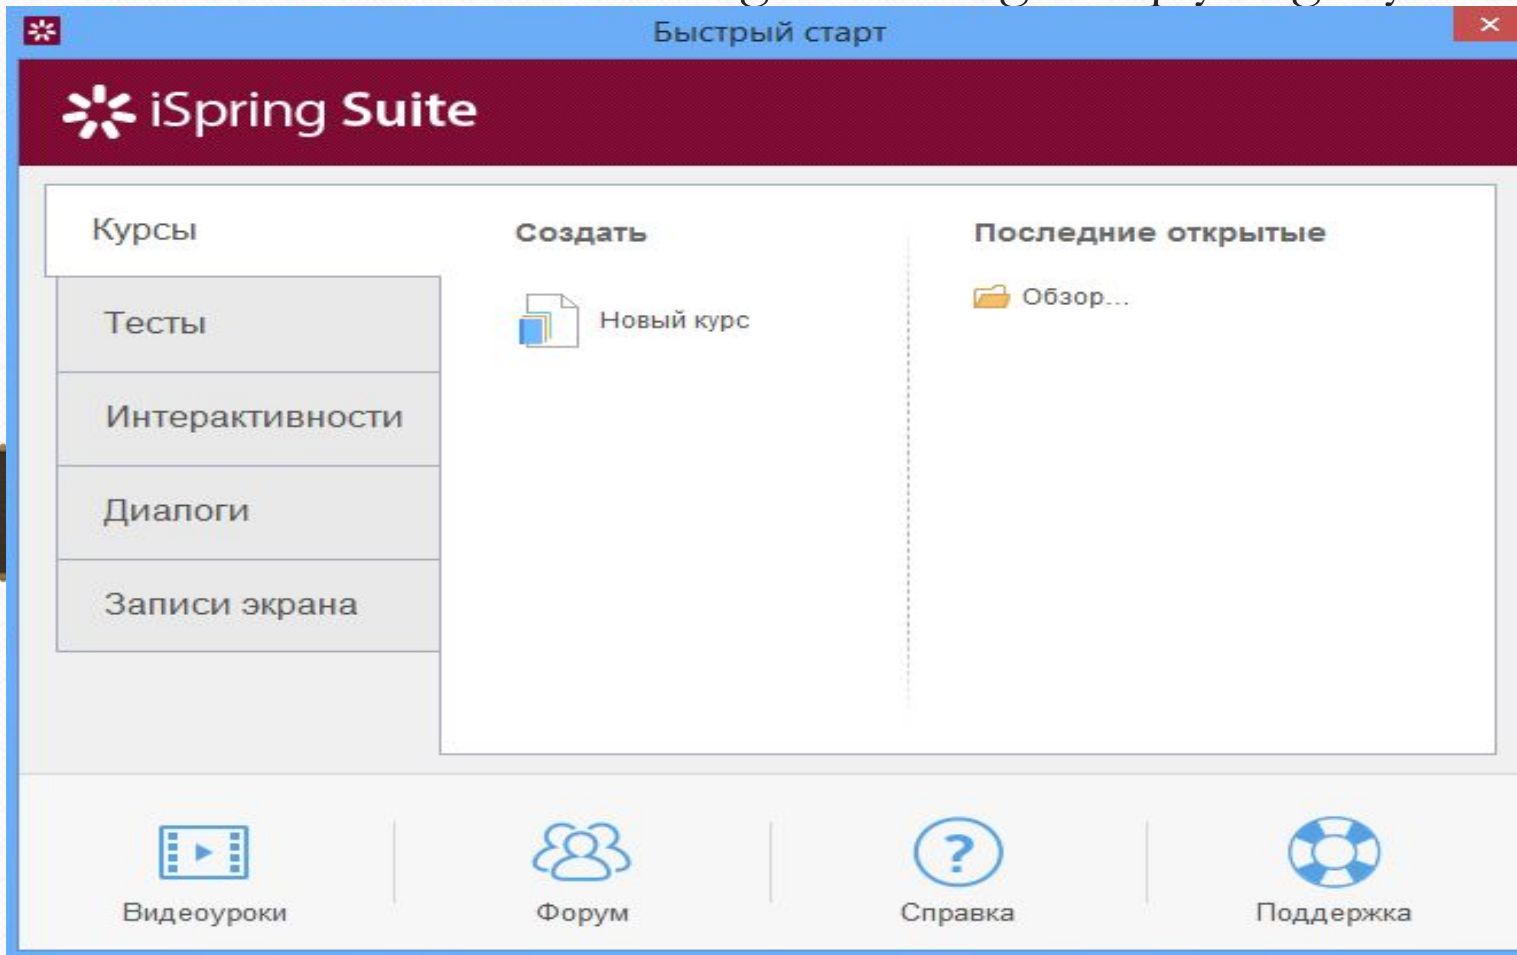 Быстрый старт
iSpring Suite
Курсы
Тесты
Интерактивности
Диалоги
Записи экрана
Создать
Новый курс
Последние открытые
Обзор...
Видеоуроки
Форум
Справка
Поддержка